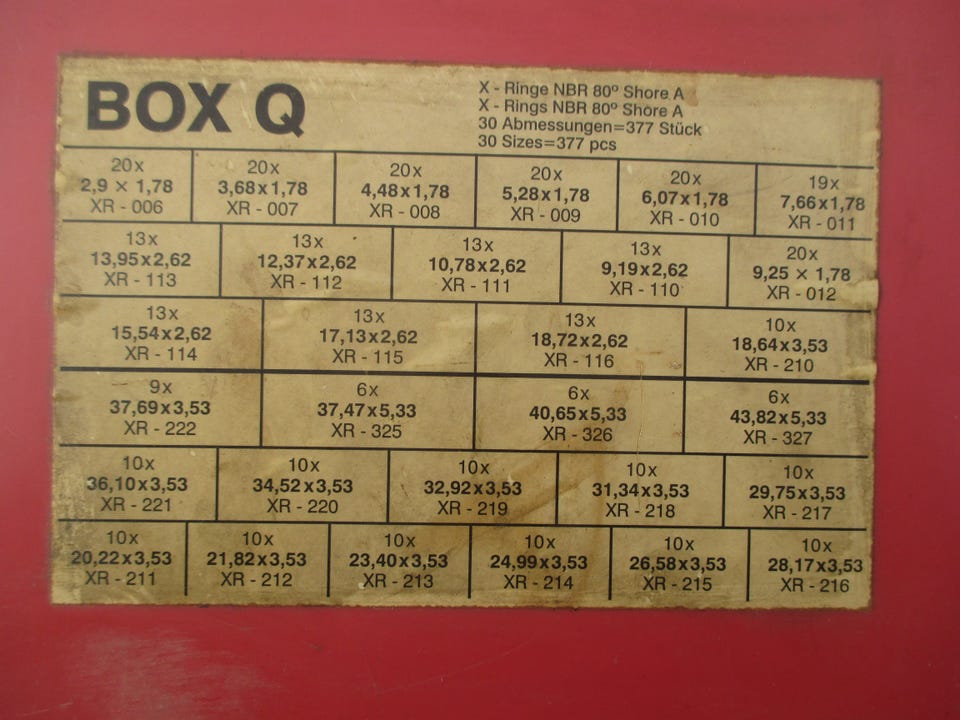 BOX Q
X - Ringe NBR 80º Shore A
X - Rings NBR 80º Shore A
30 Abmessungen=377 Stück
30 Sizes=377 pcs
20x 20x 20x 20x 20x 19x
2,9 x 1,78 3,68x1,78 4,48x1,78 5,28x1,78 6,07x1,78 7,66x1,78
XR - 006 XR - 007 XR - 008 XR - 009 XR - 010 XR - 011
13x 13x 13x 13x 20x
13,95x2,62 12,37x2,62 10,78x2,62 9,19x2,62 9,25 x 1,78
XR - 113 XR - 112 XR - 111 XR - 110 XR - 012
13x 13x 13x 10x
15,54x2,62 17,13x2,62 18,72x2,62 18,64x3,53
XR - 114 XR - 115 XR - 116 XR - 210
9x 6x 6x 6x
37,69x3,53 37,47x5,33 40,65x5,33 43,82x5,33
XR - 222 XR - 325 XR - 326 XR - 327
10x 10x 10x 10x 10x
36,10x3,53 34,52x3,53 32,92x3,53 31,34x3,53 29,75x3,53
XR - 221 XR - 220 XR - 219 XR - 218 XR - 217
10x 10x 10x 10x 10x 10x
20,22x3,53 21,82x3,53 23,40x3,53 24,99x3,53 26,58x3,53 28,17x3,53
XR - 211 XR - 212 XR - 213 XR - 214 XR - 215 XR - 216